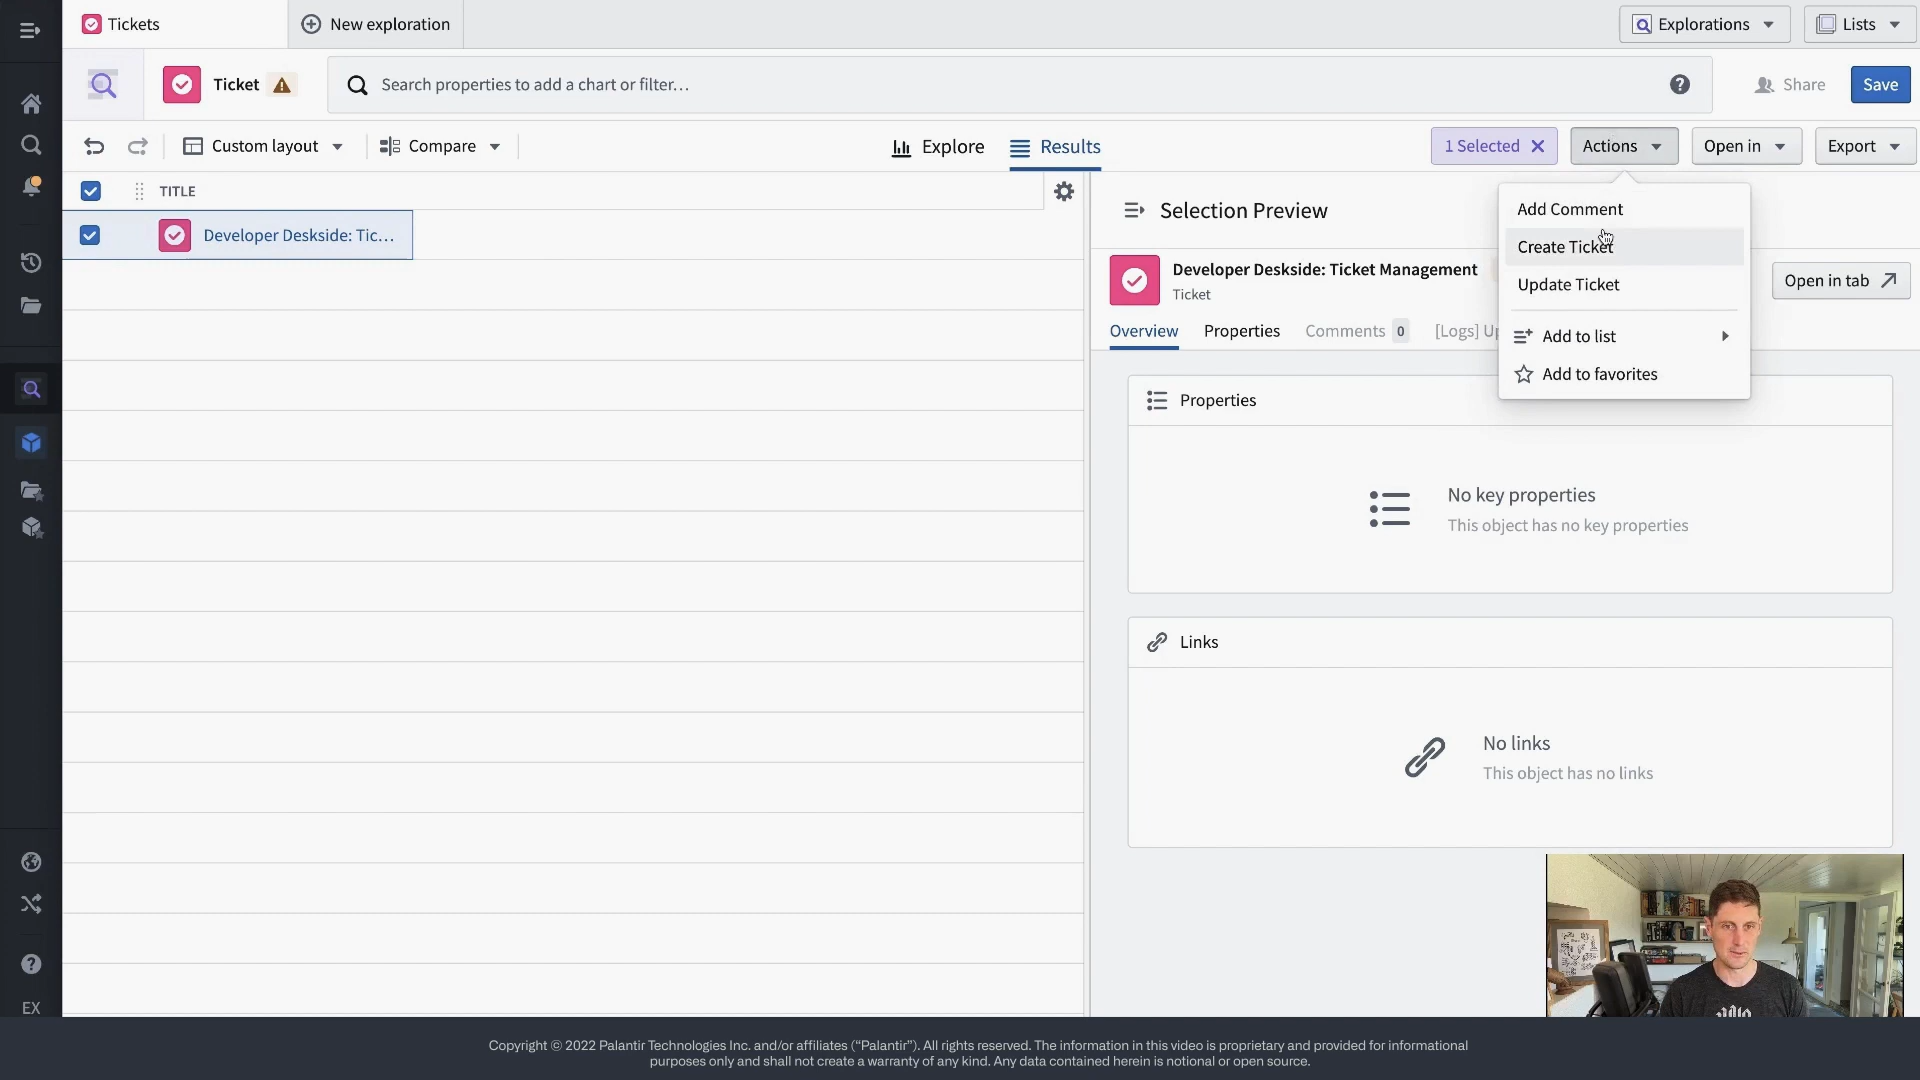 Tickets
New exploration
Explorations
Lists
Ticket
Search properties to add a chart or filter...
Share
Save
Custom layout
Compare
Explore
Results
1 Selected
Actions
Open in
Export
TITLE
Developer Deskside: Tic...
Selection Preview
Add Comment
Create Ticket
Update Ticket
Add to list
Add to favorites
Developer Deskside: Ticket Management
Ticket
Open in tab
Overview
Properties
Comments 0
[Logs] Up
Properties
No key properties
This object has no key properties
Links
No links
This object has no links
EX
Copyright © 2022 Palantir Technologies Inc. and/or affiliates (“Palantir”). All rights reserved. The information in this video is proprietary and provided for informational
purposes only and shall not create a warranty of any kind. Any data contained herein is notional or open source.